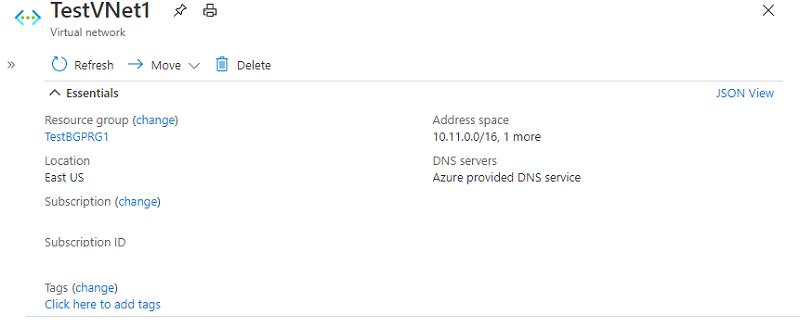 TestVNet1
Virtual network
Refresh Move Delete
Essentials JSON View
Resource group (change) Address space
TestBGPRG1 10.11.0.0/16, 1 more
Location DNS servers
East US Azure provided DNS service
Subscription (change)
Subscription ID
Tags (change)
Click here to add tags